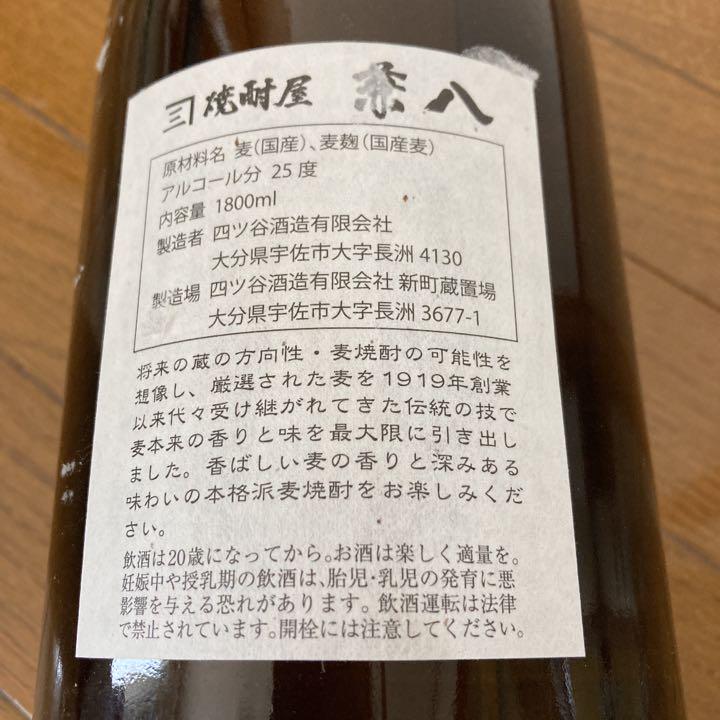 焼酎屋 兼八
原材料名 麦(国産)、麦麹(国産麦)
アルコール分 25度
内容量 1800ml
製造者 四ツ谷酒造有限会社
大分県宇佐市大字長洲4130
製造場 四ツ谷酒造有限会社 新町蔵置場
大分県宇佐市大字長洲3677-1
将来の蔵の方向性・麦焼酎の可能性を
想像し、厳選された麦を1919年創業
以来代々受け継がれてきた伝統の技で
麦本来の香りと味を最大限に引き出し
ました。香ばしい麦の香りと深みある
味わいの本格派麦焼酎をお楽しみくだ
さい。
飲酒は20歳になってから。お酒は楽しく適量を。
妊娠中や授乳期の飲酒は、胎児・乳児の発育に悪
影響を与える恐れがあります。飲酒運転は法律
で禁止されています。開栓には注意してください。